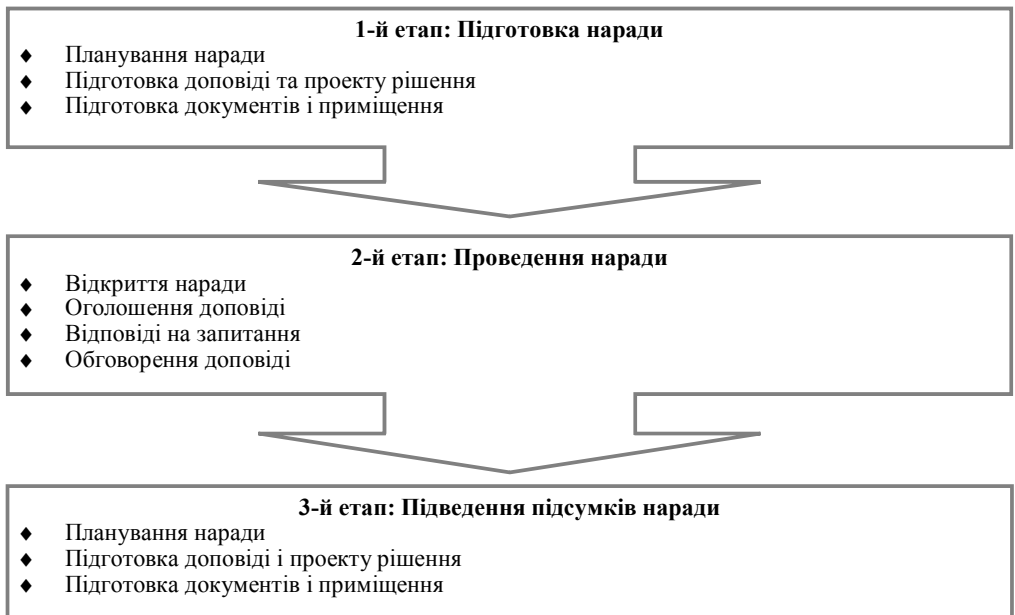 1-й етап: Підготовка наради
♦ Планування наради
♦ Підготовка доповіді та проекту рішення
♦ Підготовка документів і приміщення
2-й етап: Проведення наради
♦ Відкриття наради
♦ Оголошення доповіді
♦ Відповіді на запитання
♦ Обговорення доповіді
3-й етап: Підведення підсумків наради
♦ Планування наради
♦ Підготовка доповіді і проекту рішення
♦ Підготовка документів і приміщення